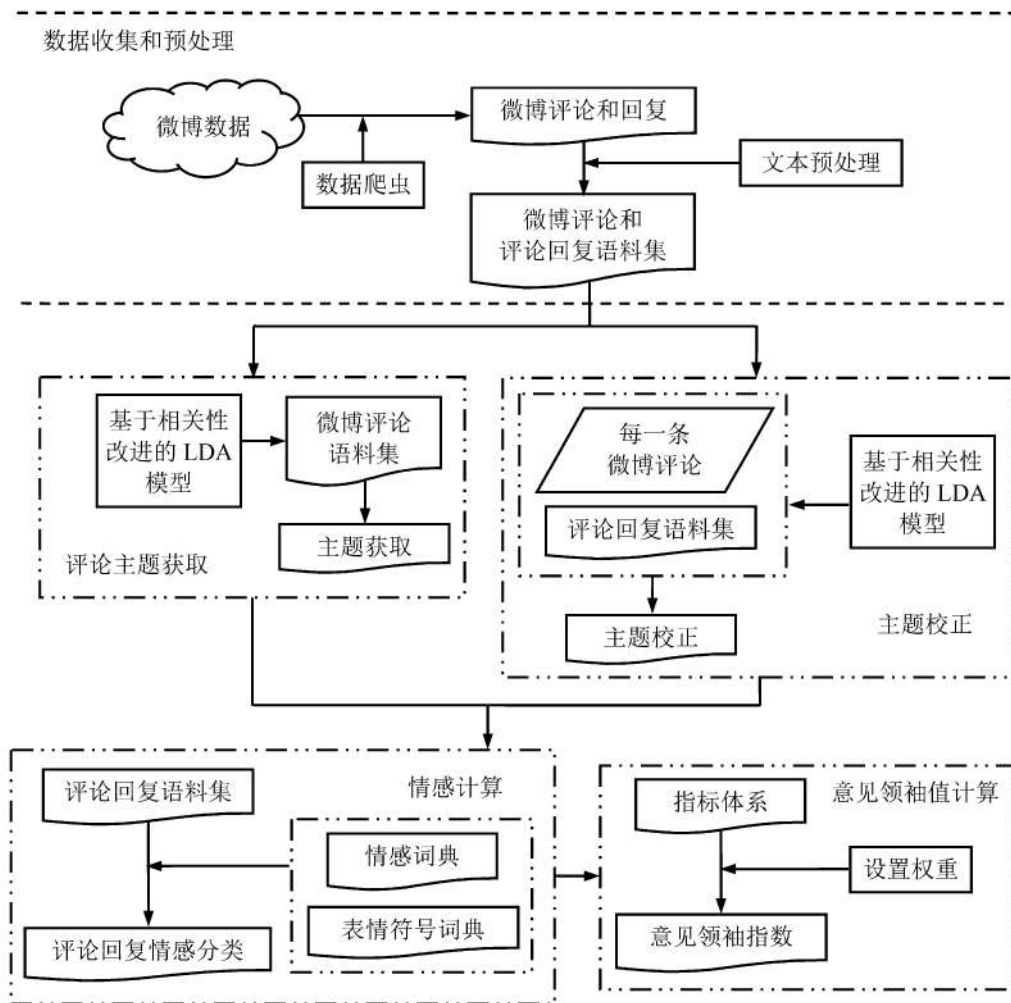 数据收集和预处理
微博数据
微博评论和回复
数据爬虫
文本预处理
微博评论和
评论回复语料集
基于相关性
改进的 LDA
模型
微博评论
语料集
主题获取
评论主题获取
每一条
微博评论
评论回复语料集
基于相关性
改进的 LDA
模型
主题校正
主题校正
评论回复语料集
情感计算
情感词典
表情符号词典
评论回复情感分类
指标体系
意见领袖值计算
设置权重
意见领袖指数